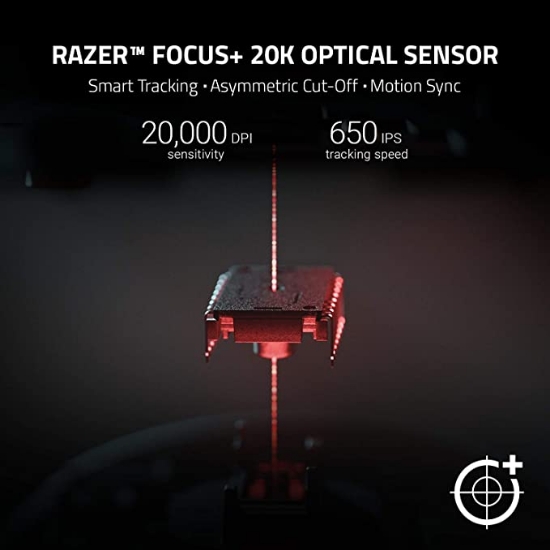 RAZER™ FOCUS+ 20K OPTICAL SENSOR
Smart Tracking • Asymmetric Cut-Off • Motion Sync
20,000 DPI 650 IPS
sensitivity tracking speed